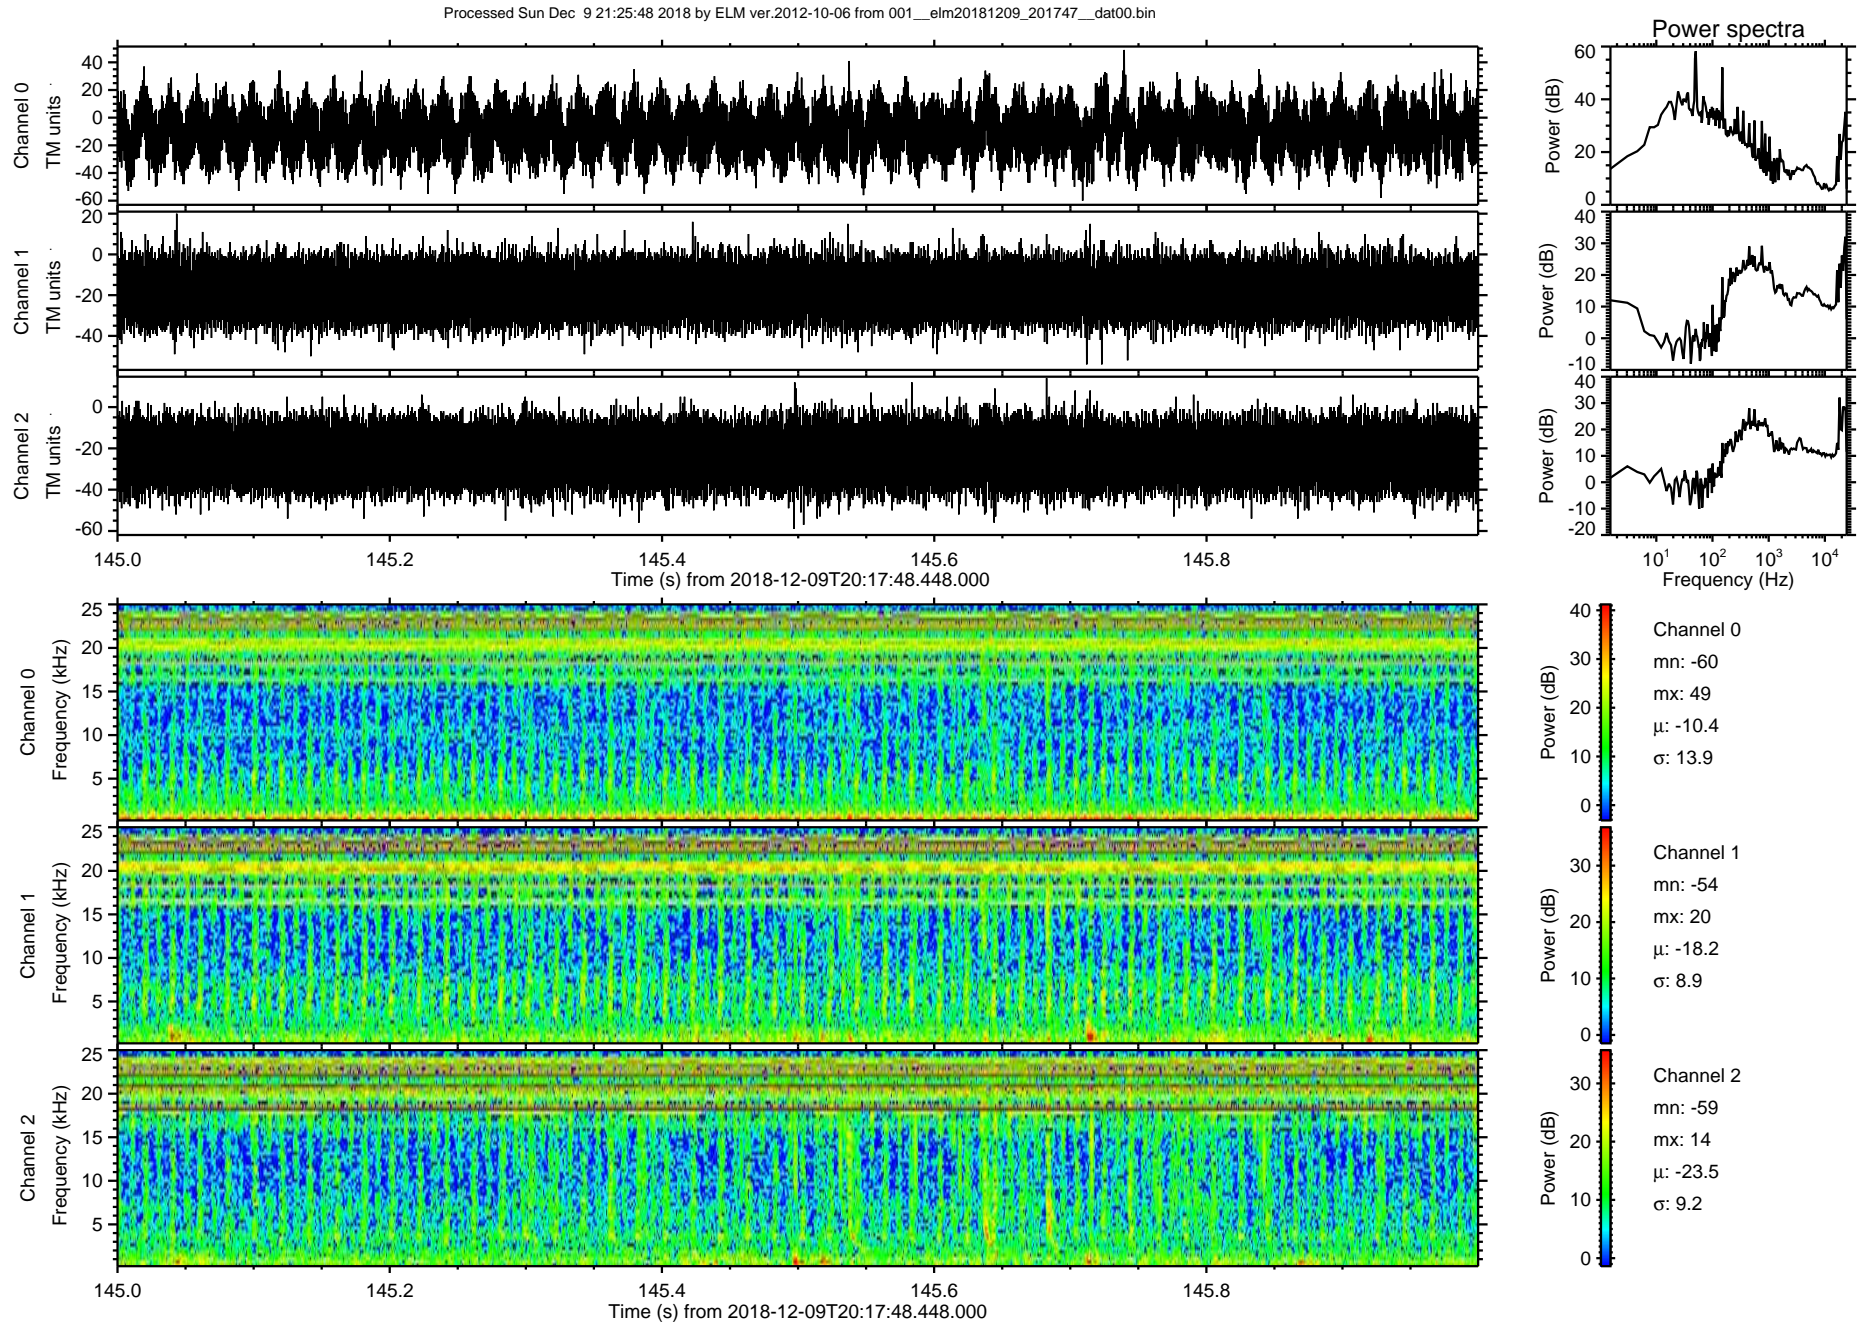 Processed Sun Dec  9 21:25:48 2018 by ELM ver.2012-10-06 from 001__elm20181209_201747__dat00.bin
Power spectra
Channel 0
TM units
40
20
0
-20
-40
-60
Power (dB)
60
40
20
0
Channel 1
TM units
20
0
-20
-40
Power (dB)
40
30
20
10
0
-10
Channel 2
TM units
0
-20
-40
-60
Power (dB)
40
30
20
10
0
-10
-20
145.0 145.2 145.4 145.6 145.8
Time (s) from 2018-12-09T20:17:48.448.000
10¹ 10² 10³ 10⁴
Frequency (Hz)
Channel 0
Frequency (kHz)
25
20
15
10
5
Power (dB)
40
30
20
10
0
Channel 0
mn: -60
mx: 49
μ: -10.4
σ: 13.9
Channel 1
Frequency (kHz)
25
20
15
10
5
Power (dB)
30
20
10
0
Channel 1
mn: -54
mx: 20
μ: -18.2
σ: 8.9
Channel 2
Frequency (kHz)
25
20
15
10
5
Power (dB)
30
20
10
0
Channel 2
mn: -59
mx: 14
μ: -23.5
σ: 9.2
145.0 145.2 145.4 145.6 145.8
Time (s) from 2018-12-09T20:17:48.448.000